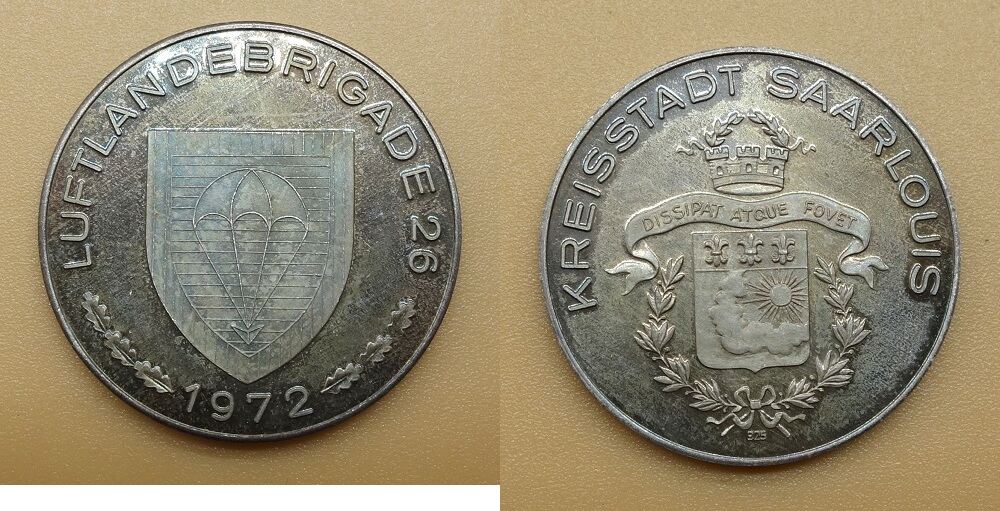 LUFTLANDEBRIGADE 26
1972
KREISSTADT SAARLOUIS
DISSIPAT ATQUE FOVET
925